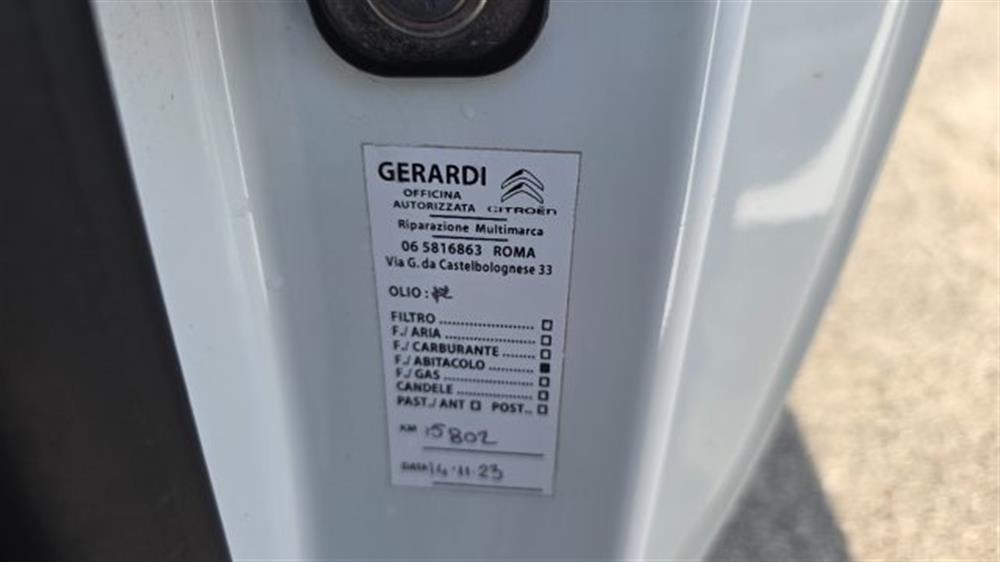 GERARDI
OFFICINA
AUTORIZZATA CITROËN
Riparazione Multimarca
06 5816863 ROMA
Via G. da Castelbolognese 33
OLIO :
FILTRO
F./ ARIA
F./ CARBURANTE
F./ ABITACOLO
F./ GAS
CANDELE
PAST./ ANT POST..
KM 15802
DATA 14.11.23